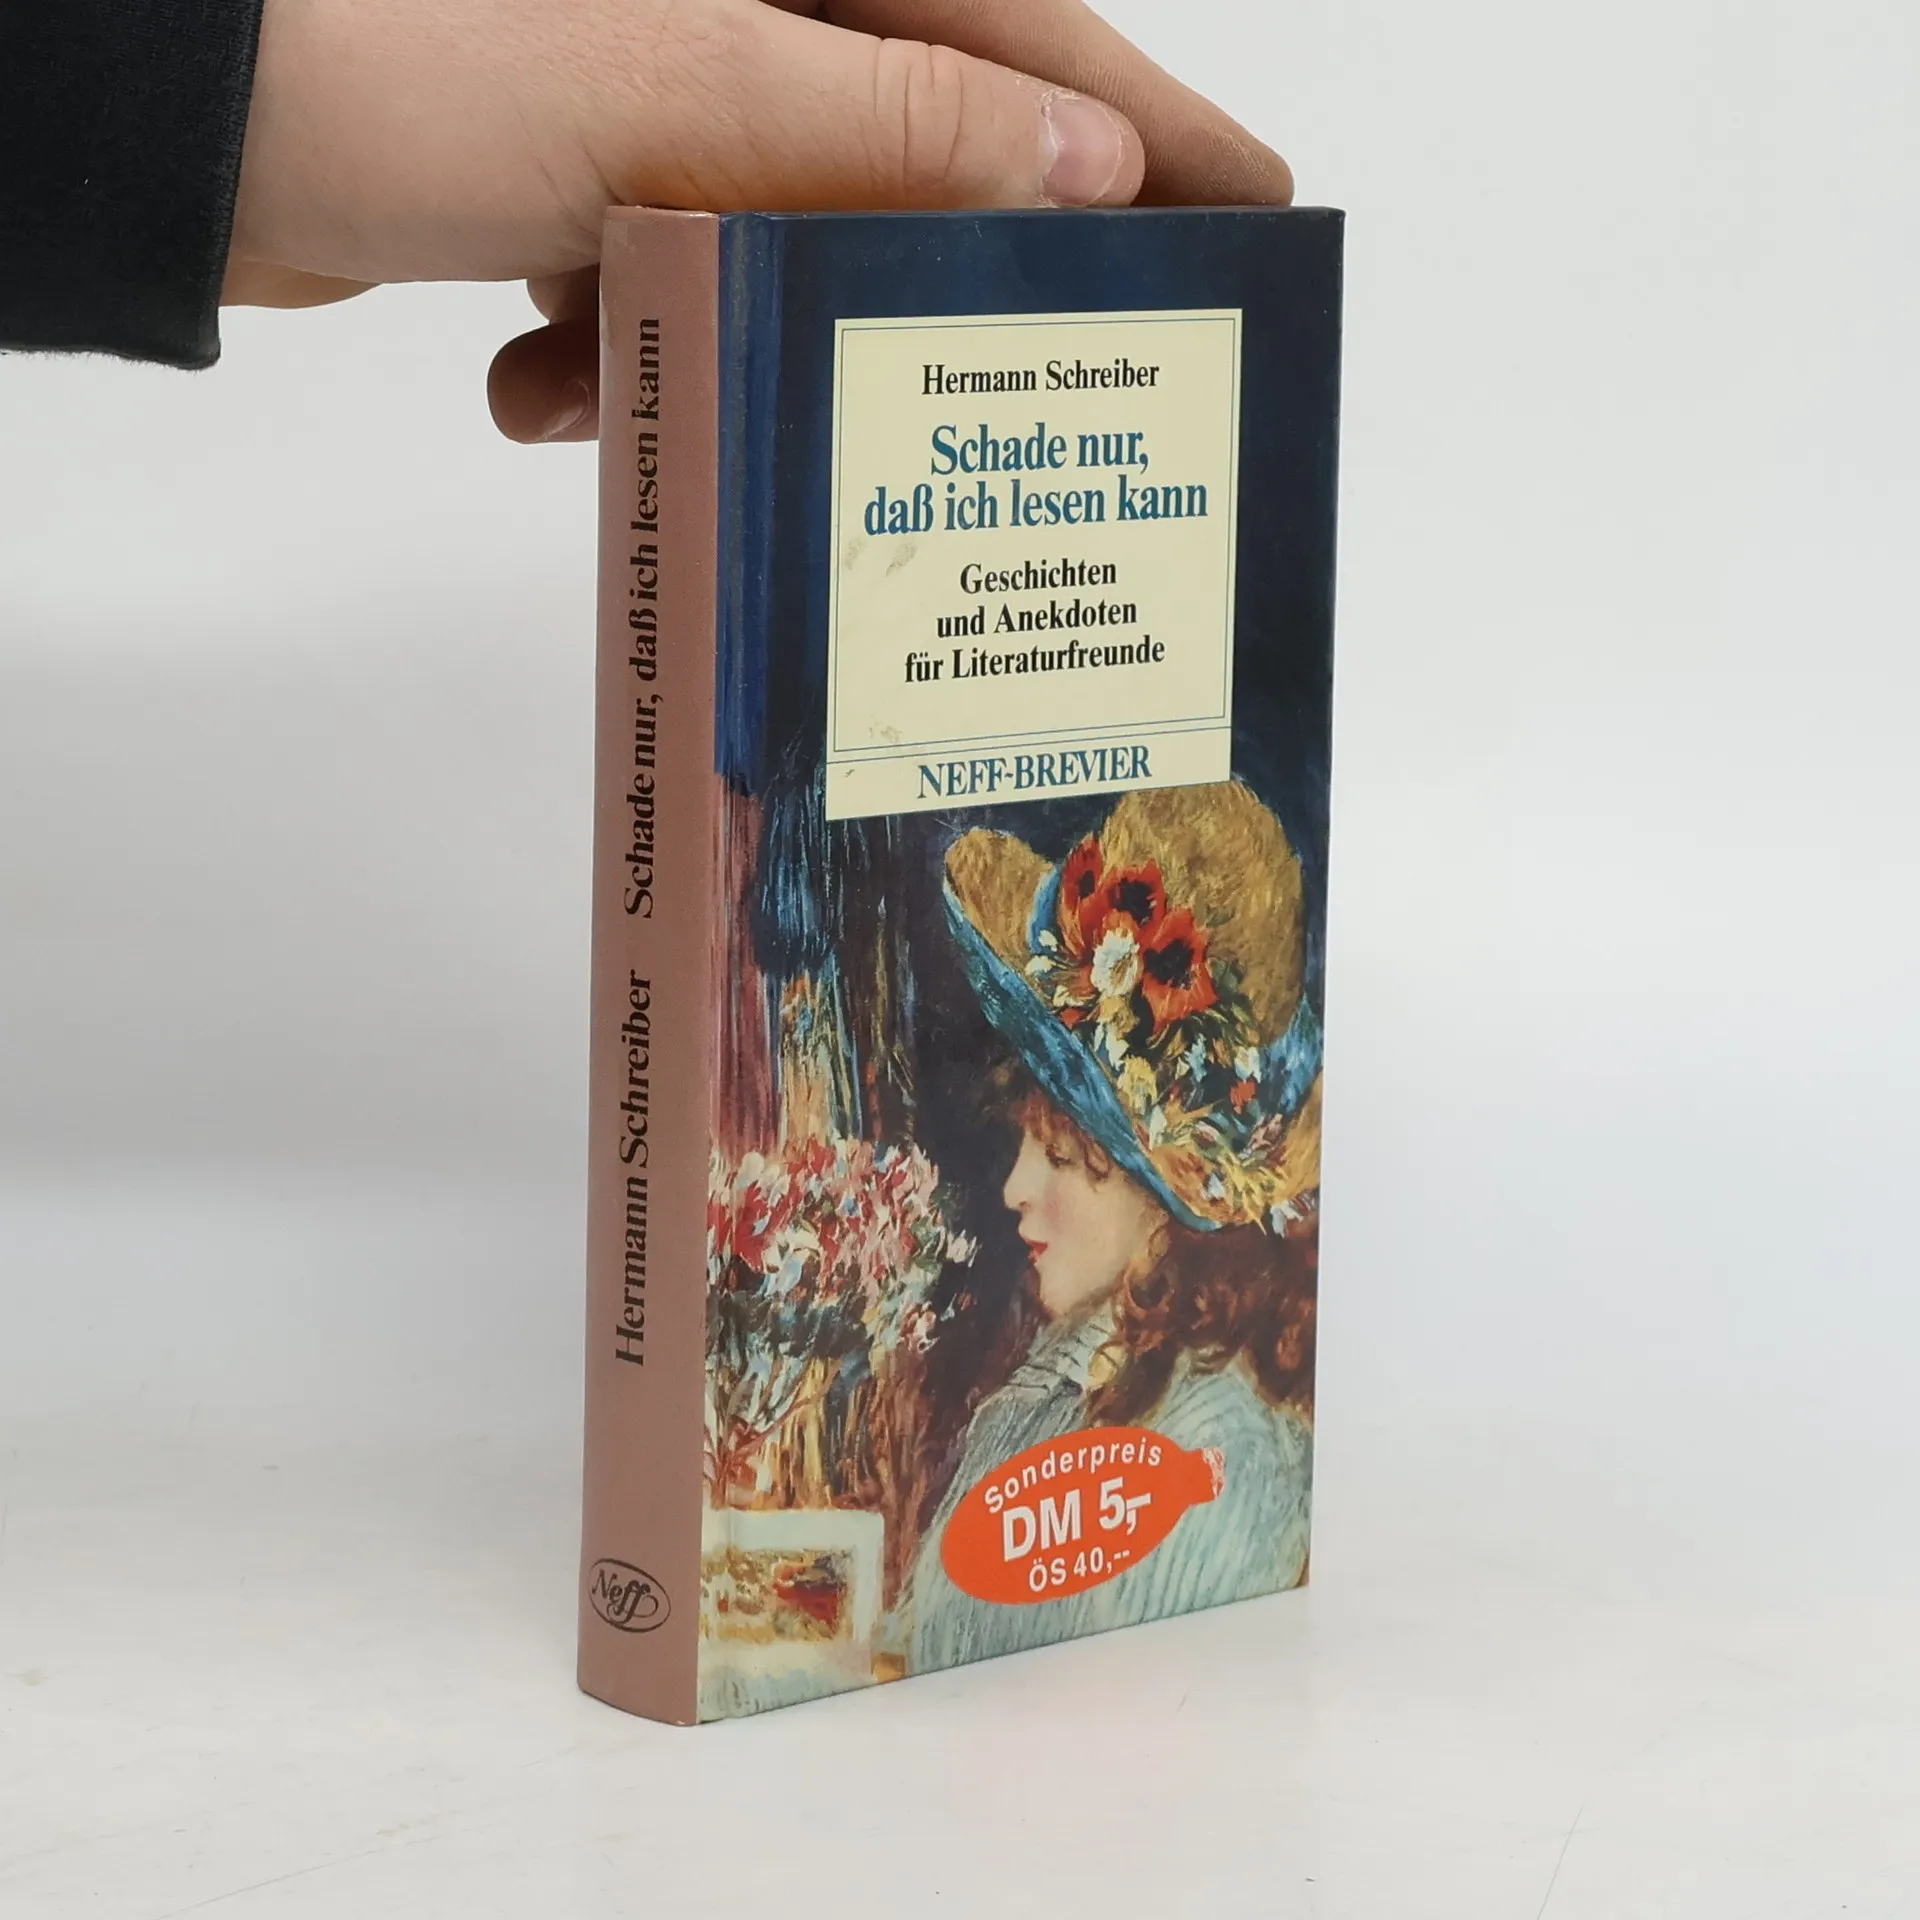 Hermann Schreiber
Schade nur,
daß ich lesen kann
Geschichten
und Anekdoten
für Literaturfreunde
NEFF-BREVIER
Sonderpreis
DM 5,-
ÖS 40,--
Hermann Schreiber Schade nur, daß ich lesen kann
Neff